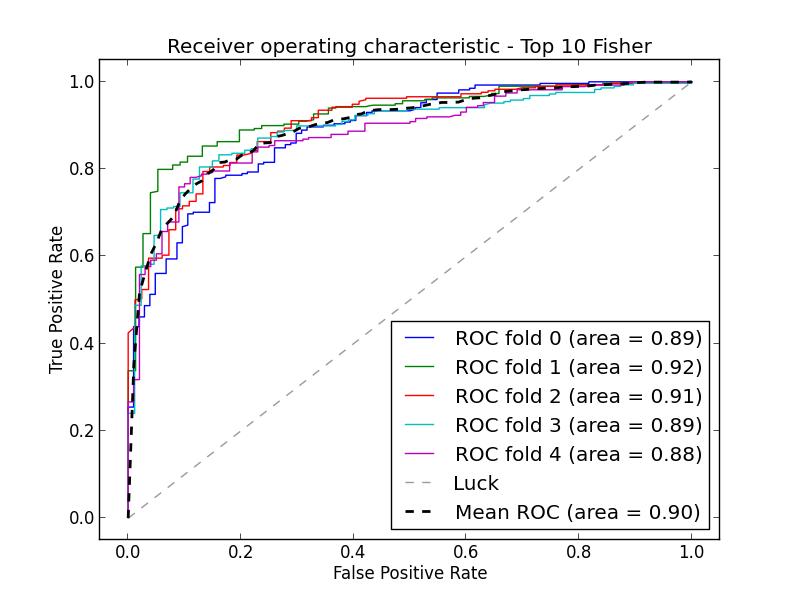 Receiver operating characteristic - Top 10 Fisher
True Positive Rate
1.0
0.8
0.6
0.4
0.2
0.0
ROC fold 0 (area = 0.89)
ROC fold 1 (area = 0.92)
ROC fold 2 (area = 0.91)
ROC fold 3 (area = 0.89)
ROC fold 4 (area = 0.88)
Luck
Mean ROC (area = 0.90)
0.0 0.2 0.4 0.6 0.8 1.0
False Positive Rate